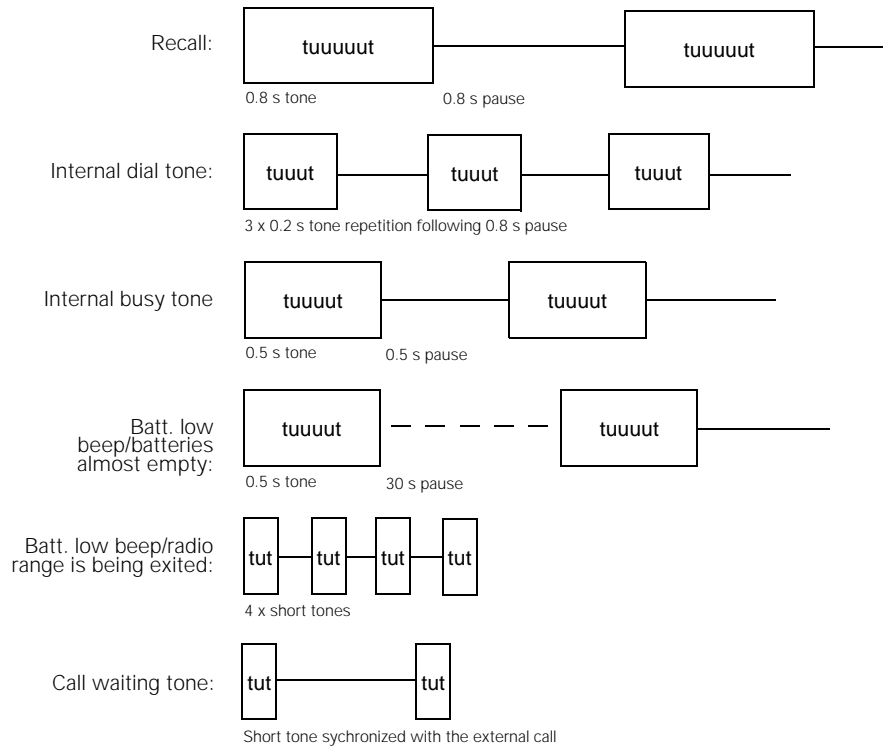 Recall:
tuuuuut
tuuuuut
0.8 s tone
0.8 s pause
Internal dial tone:
tuuut
tuuut
tuuut
3 x 0.2 s tone repetition following 0.8 s pause
Internal busy tone
tuuuut
tuuuut
0.5 s tone
0.5 s pause
Batt. low
beep/batteries
almost empty:
tuuuut
tuuuut
0.5 s tone
30 s pause
Batt. low beep/radio
range is being exited:
tut
tut
tut
tut
4 x short tones
Call waiting tone:
tut
tut
Short tone sychronized with the external call